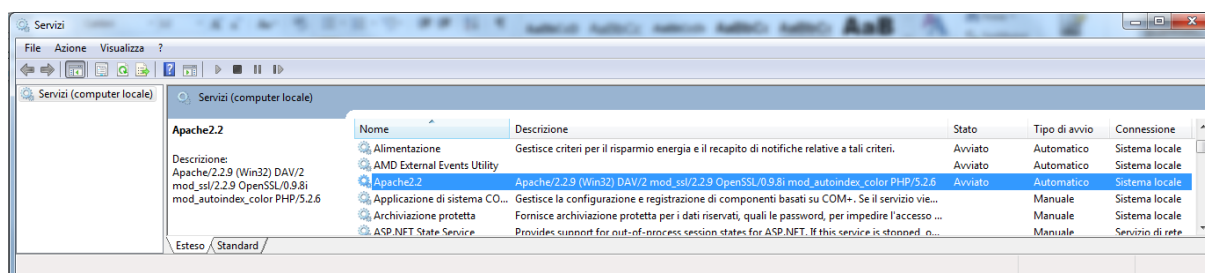 Servizi
AaB
File Azione Visualizza ?
Servizi (computer locale)
Servizi (computer locale)
Apache2.2
Descrizione:
Apache/2.2.9 (Win32) DAV/2
mod_ssl/2.2.9 OpenSSL/0.9.8i
mod_autoindex_color PHP/5.2.6
Nome Descrizione Stato Tipo di avvio Connessione
Alimentazione Gestisce criteri per il risparmio energia e il recapito di notifiche relative a tali criteri. Avviato Automatico Sistema locale
AMD External Events Utility Avviato Automatico Sistema locale
Apache2.2 Apache/2.2.9 (Win32) DAV/2 mod_ssl/2.2.9 OpenSSL/0.9.8i mod_autoindex_color PHP/5.2.6 Avviato Automatico Sistema locale
Applicazione di sistema CO... Gestisce la configurazione e registrazione di componenti basati su COM+. Se il servizio vie... Manuale Sistema locale
Archiviazione protetta Fornisce archiviazione protetta per i dati riservati, quali le password, per impedire l'accesso ... Manuale Sistema locale
ASP.NET State Service Provides support for out-of-process session states for ASP.NET. If this service is stopped, o... Manuale Servizio di rete
Esteso Standard